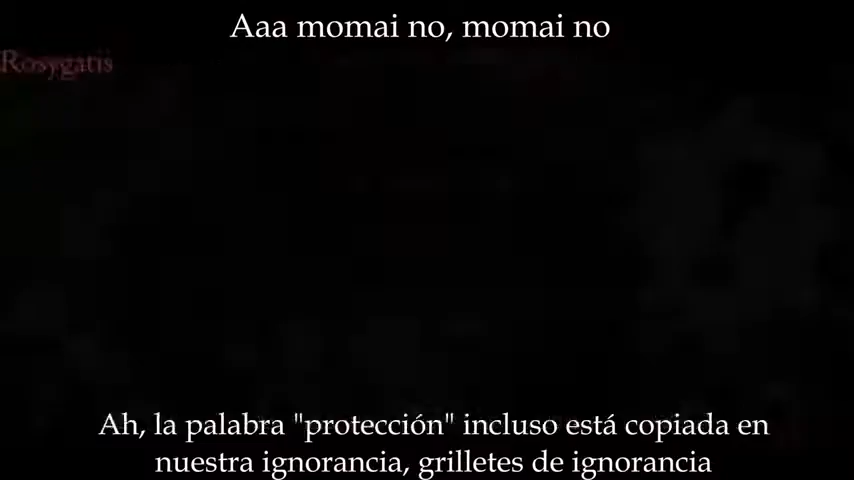 Aaa momai no, momai no
Rosygatis
Ah, la palabra "protección" incluso está copiada en
nuestra ignorancia, grilletes de ignorancia